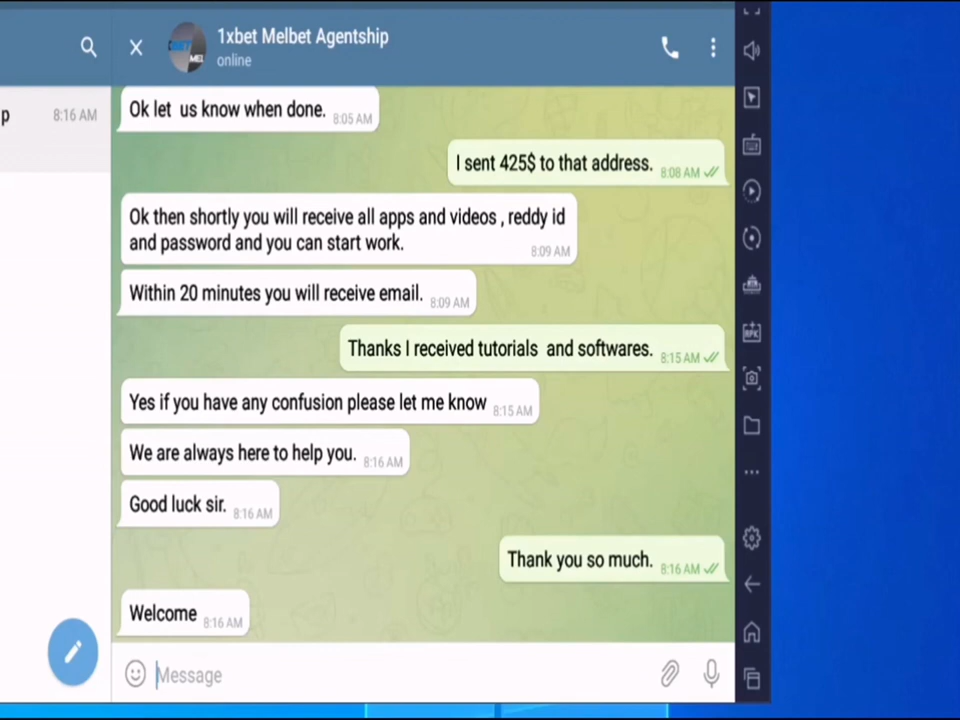 1xbet Melbet Agentship
online
p 8:16 AM
Ok let us know when done. 8:05 AM
I sent 425$ to that address. 8:08 AM
Ok then shortly you will receive all apps and videos , reddy id
and password and you can start work. 8:09 AM
Within 20 minutes you will receive email. 8:09 AM
Thanks I received tutorials and softwares. 8:15 AM
Yes if you have any confusion please let me know 8:15 AM
We are always here to help you. 8:16 AM
Good luck sir. 8:16 AM
Thank you so much. 8:16 AM
Welcome 8:16 AM
Message